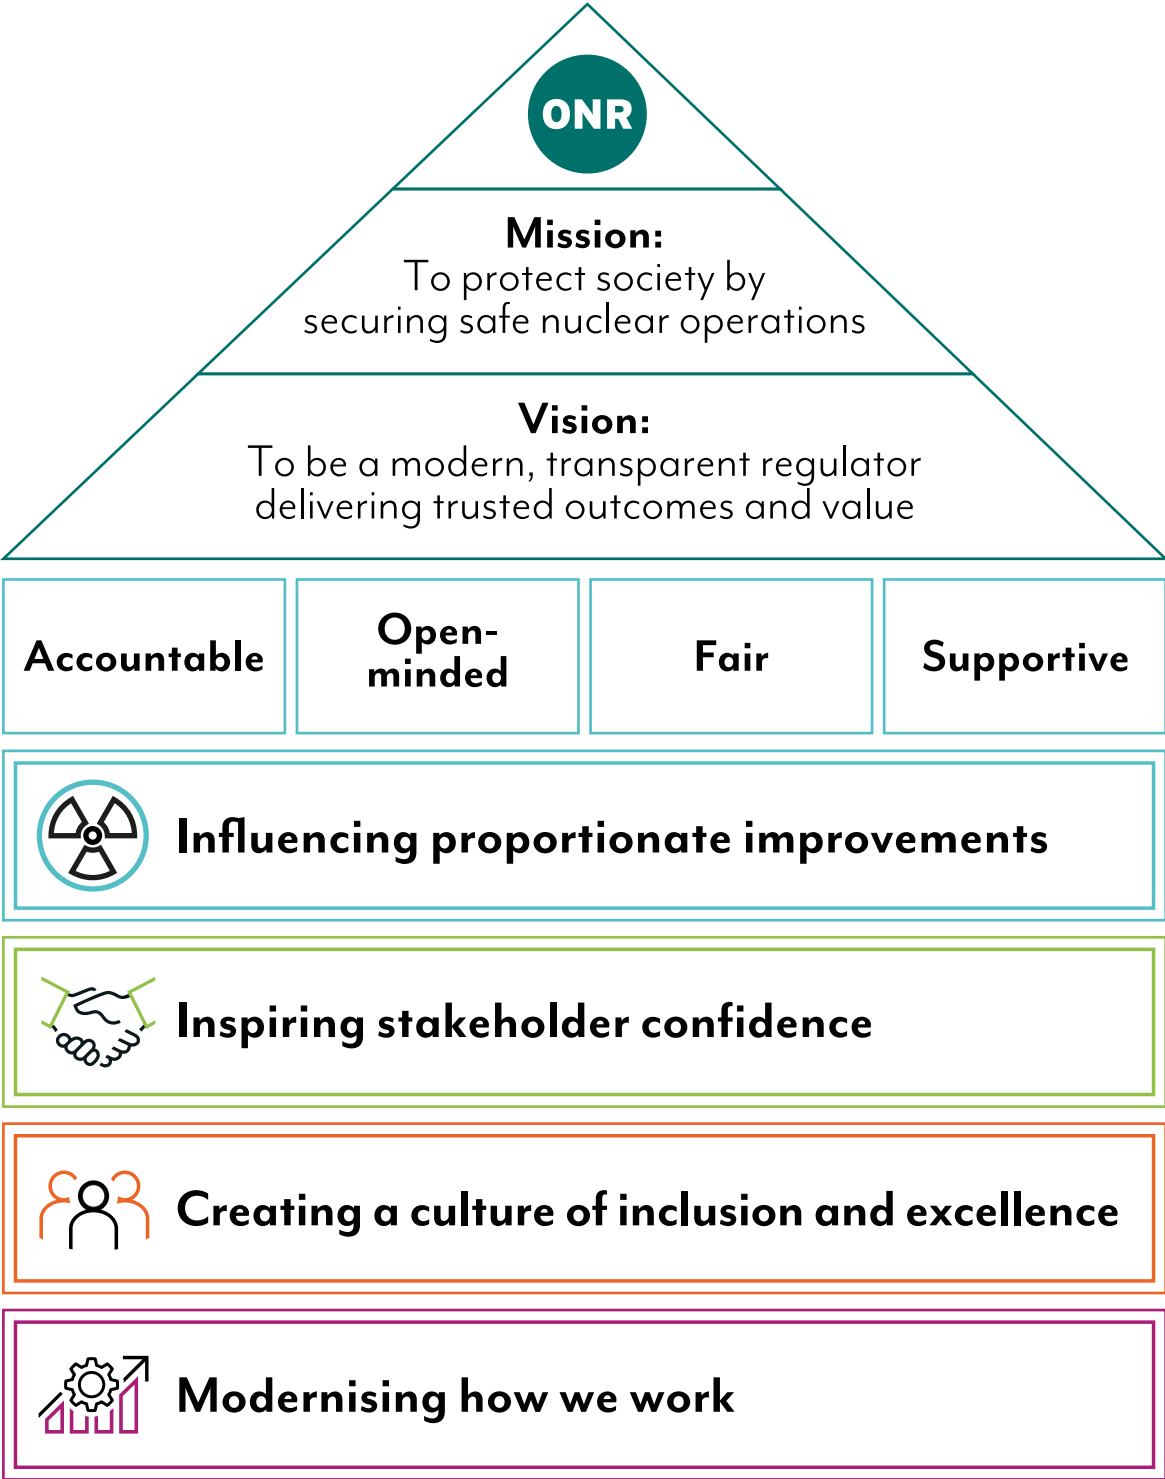 ONR
Mission:
To protect society by
securing safe nuclear operations
Vision:
To be a modern, transparent regulator
delivering trusted outcomes and value
Accountable
Open-
minded
Fair
Supportive
Influencing proportionate improvements
Inspiring stakeholder confidence
Creating a culture of inclusion and excellence
Modernising how we work